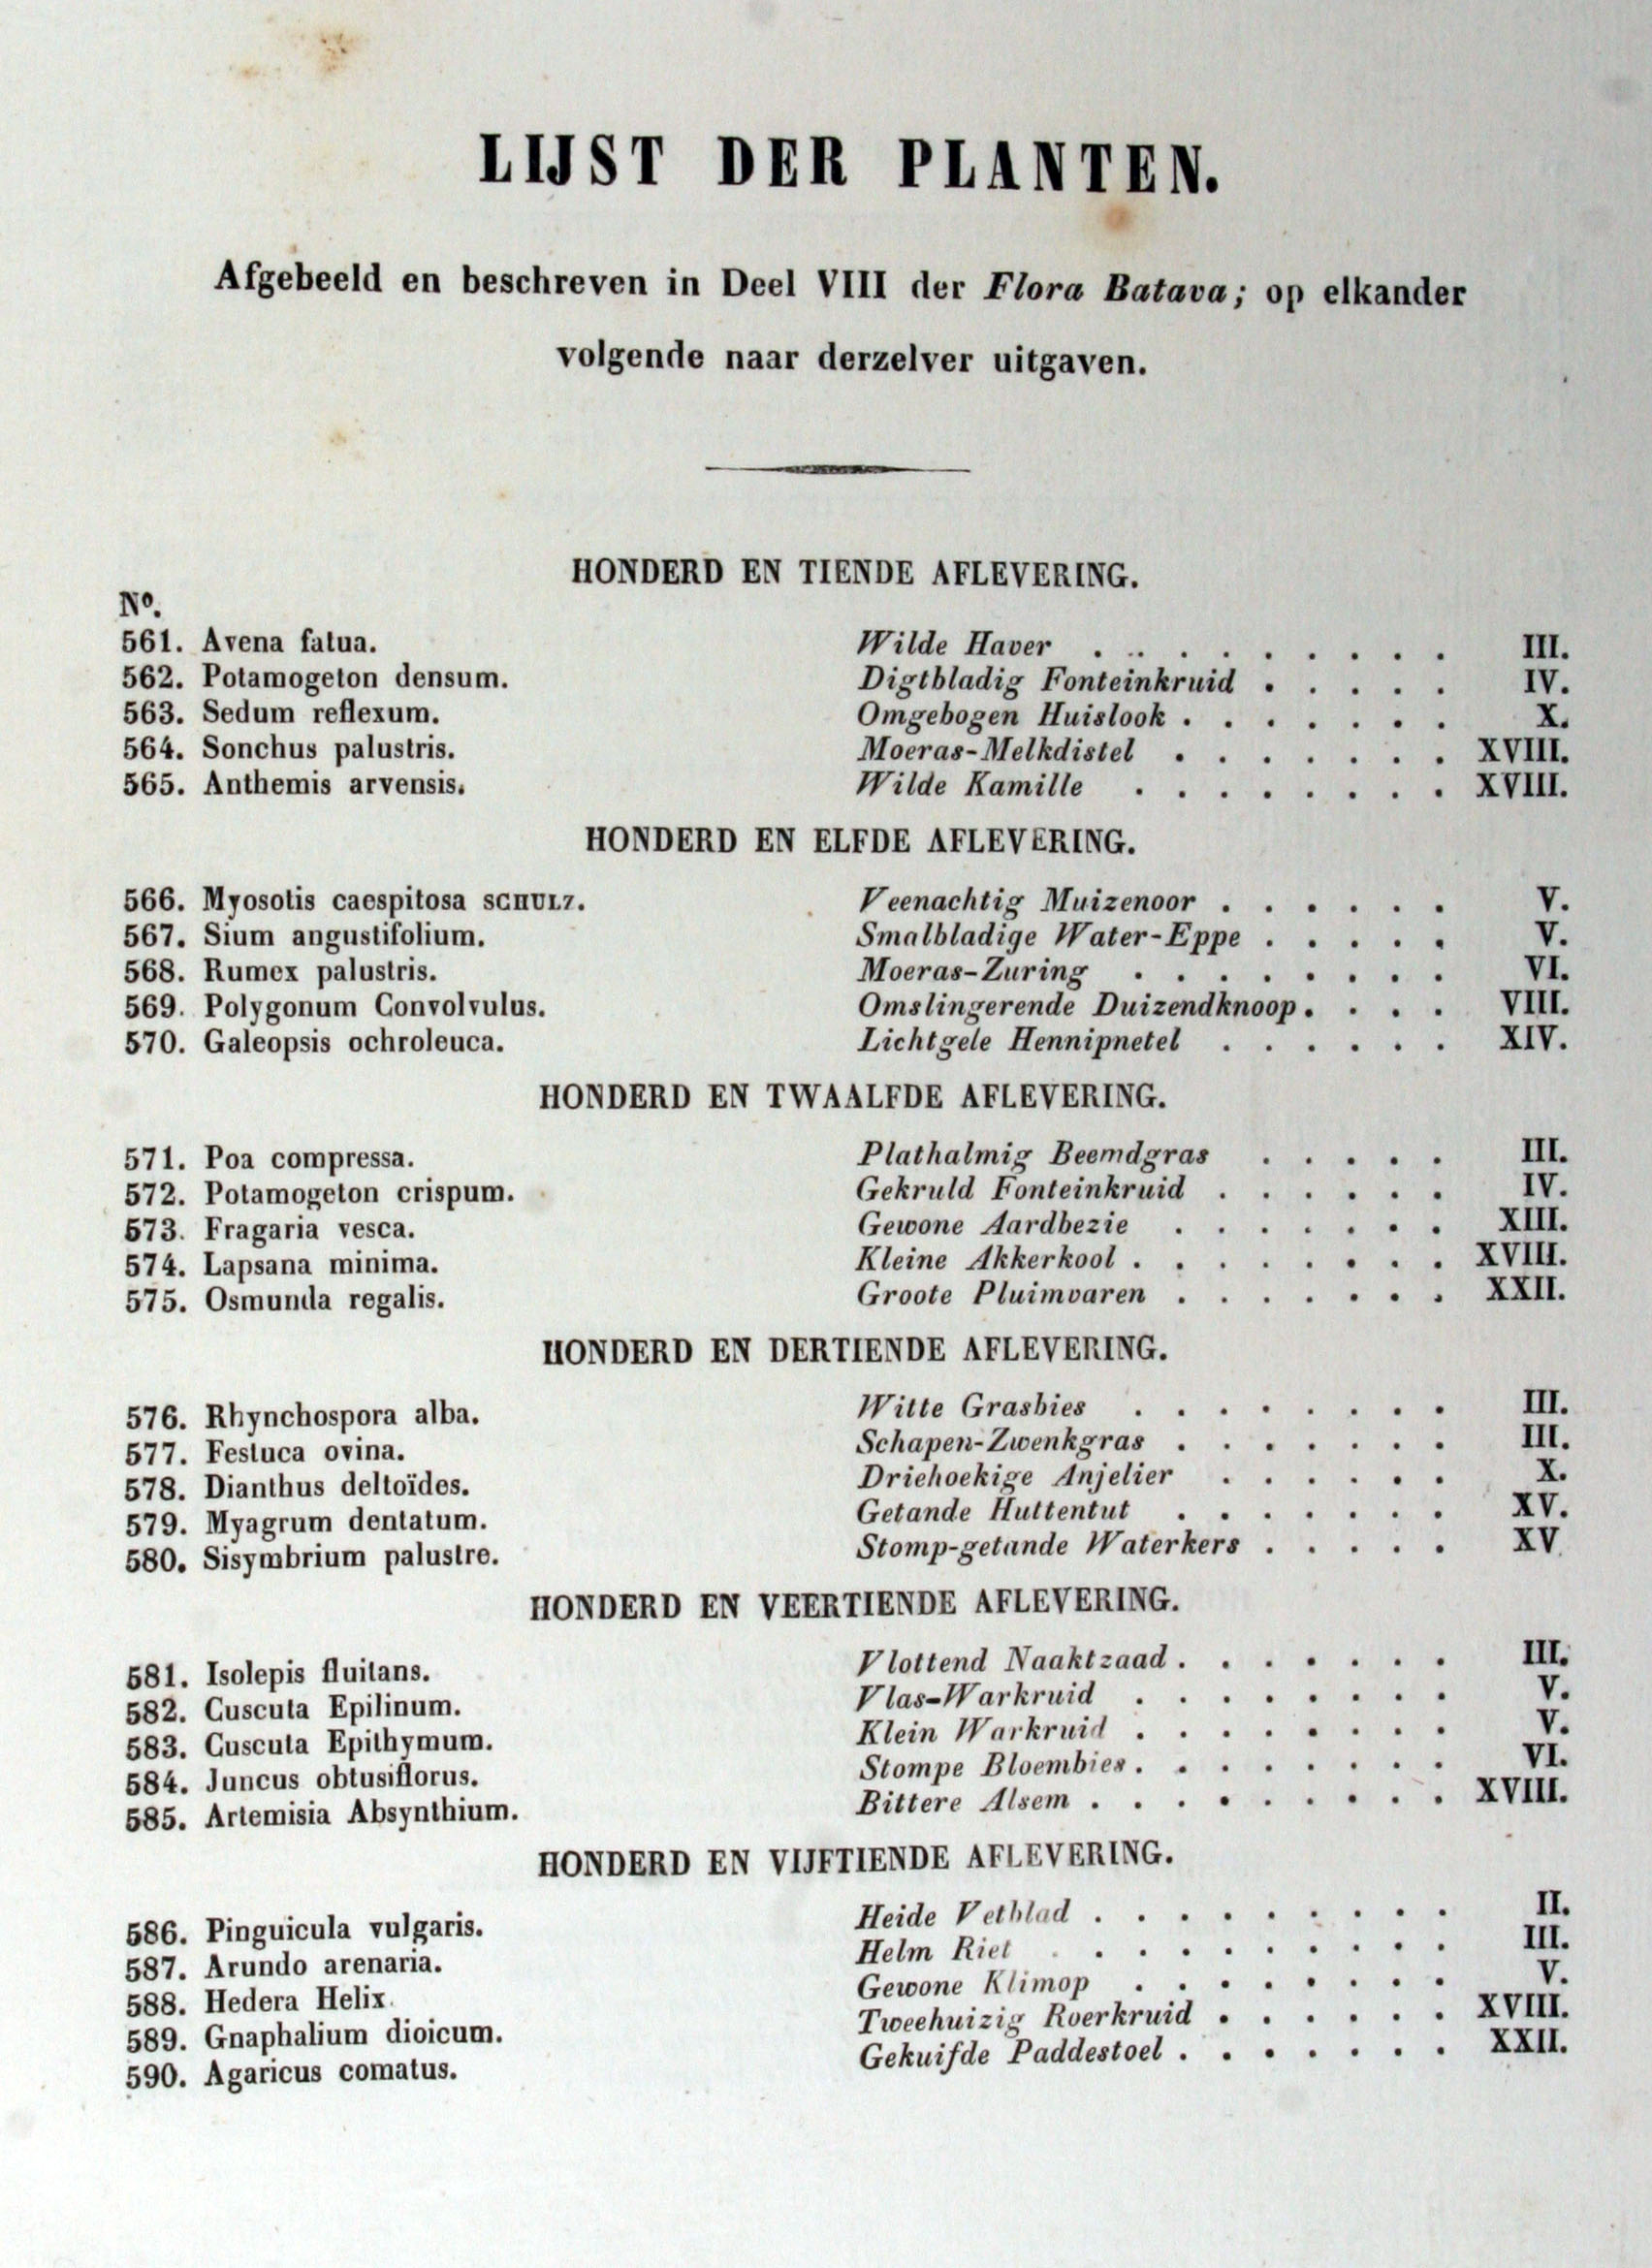 LIJST DER PLANTEN.
Afgebeeld en beschreven in Deel VIII der Flora Batava; op elkander
volgende naar derzelver uitgaven.
HONDERD EN TIENDE AFLEVERING.
No.
561. Avena fatua. Wilde Haver . . . . . . . . . III.
562. Potamogeton densum. Digtbladig Fonteinkruid . . . . . IV.
563. Sedum reflexum. Omgebogen Huislook . . . . . . . X.
564. Sonchus palustris. Moeras-Melkdistel . . . . . . . XVIII.
565. Anthemis arvensis. Wilde Kamille . . . . . . . . XVIII.
HONDERD EN ELFDE AFLEVERING.
566. Myosotis caespitosa SCHULZ. Veenachtig Muizenoor . . . . . . V.
567. Sium angustifolium. Smalbladige Water-Eppe . . . . . V.
568. Rumex palustris. Moeras-Zuring . . . . . . . . VI.
569. Polygonum Convolvulus. Omslingerende Duizendknoop . . . . VIII.
570. Galeopsis ochroleuca. Lichtgele Hennipnetel . . . . . . XIV.
HONDERD EN TWAALFDE AFLEVERING.
571. Poa compressa. Plathalmig Beemdgras . . . . . III.
572. Potamogeton crispum. Gekruld Fonteinkruid . . . . . . IV.
573. Fragaria vesca. Gewone Aardbezie . . . . . . . XIII.
574. Lapsana minima. Kleine Akkerkool . . . . . . . . XVIII.
575. Osmunda regalis. Groote Pluimvaren . . . . . . . XXII.
HONDERD EN DERTIENDE AFLEVERING.
576. Rhynchospora alba. Witte Grasbies . . . . . . . . III.
577. Festuca ovina. Schapen-Zwenkgras . . . . . . . III.
578. Dianthus deltoïdes. Driehoekige Anjelier . . . . . . X.
579. Myagrum dentatum. Getande Huttentut . . . . . . . XV.
580. Sisymbrium palustre. Stomp-getande Waterkers . . . . . XV.
HONDERD EN VEERTIENDE AFLEVERING.
581. Isolepis fluitans. Vlottend Naaktzaad . . . . . . . III.
582. Cuscuta Epilinum. Vlas-Warkruid . . . . . . . . V.
583. Cuscuta Epithymum. Klein Warkruid . . . . . . . . V.
584. Juncus obtusiflorus. Stompe Bloembies . . . . . . . . VI.
585. Artemisia Absynthium. Bittere Alsem . . . . . . . . . XVIII.
HONDERD EN VIJFTIENDE AFLEVERING.
586. Pinguicula vulgaris. Heide Vetblad . . . . . . . . . II.
587. Arundo arenaria. Helm Riet . . . . . . . . . . III.
588. Hedera Helix. Gewone Klimop . . . . . . . . V.
589. Gnaphalium dioicum. Tweehuizig Roerkruid . . . . . . XVIII.
590. Agaricus comatus. Gekuifde Paddestoel . . . . . . . XXII.